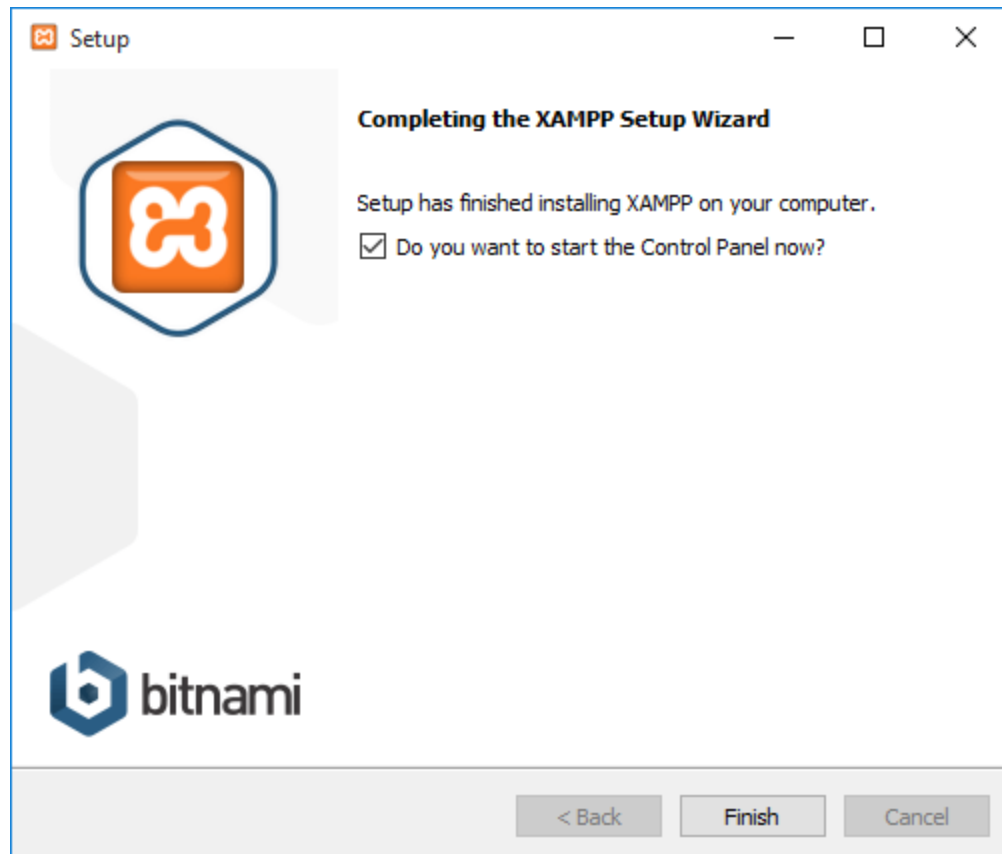 Setup
Completing the XAMPP Setup Wizard
Setup has finished installing XAMPP on your computer.
Do you want to start the Control Panel now?
bitnami
< Back
Finish
Cancel